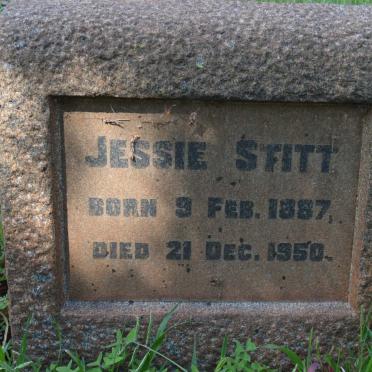 JESSIE STITT
BORN 9 FEB. 1887,
DIED 21 DEC. 1950.